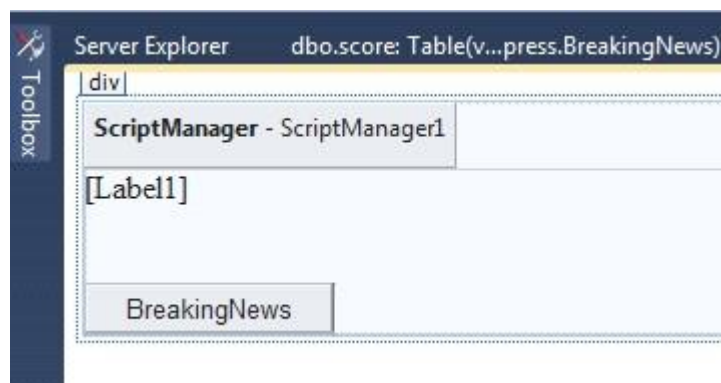 Toolbox
Server Explorer
dbo.score: Table(v...press.BreakingNews)
div
ScriptManager - ScriptManager1
[Label1]
BreakingNews